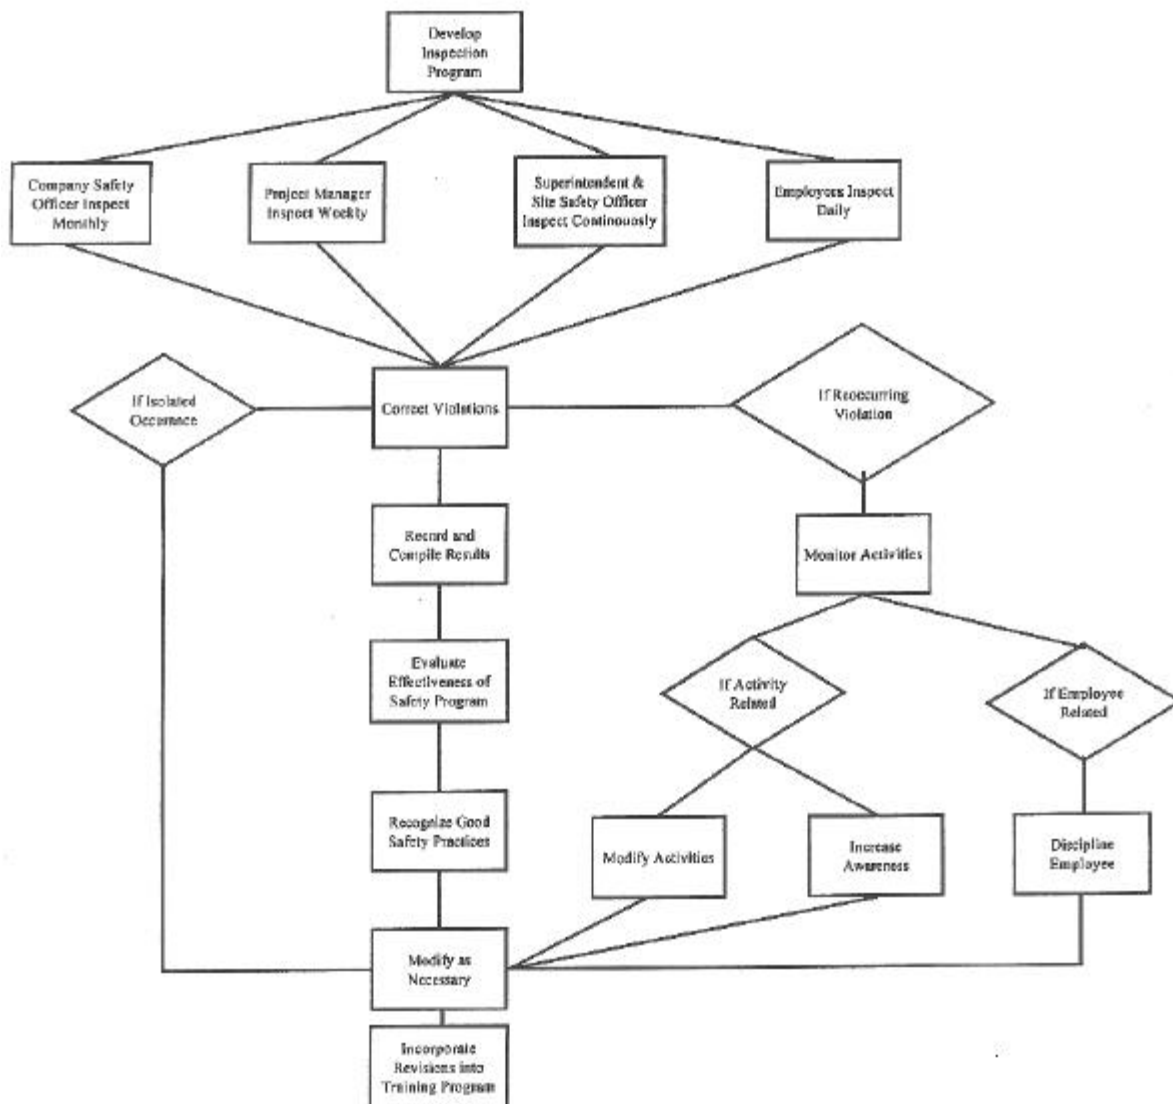 Develop
Inspection
Program
Company Safety
Officer Inspect
Monthly
Project Manager
Inspect Weekly
Superintendent &
Site Safety Officer
Inspect Continuously
Employees Inspect
Daily
If Isolated
Occurrance
Correct Violations
If Reoccurring
Violation
Record and
Compile Results
Monitor Activities
Evaluate
Effectiveness of
Safety Program
If Activity
Related
If Employee
Related
Recognize Good
Safety Practices
Modify Activities
Increase
Awareness
Discipline
Employee
Modify as
Necessary
Incorporate
Revisions into
Training Program